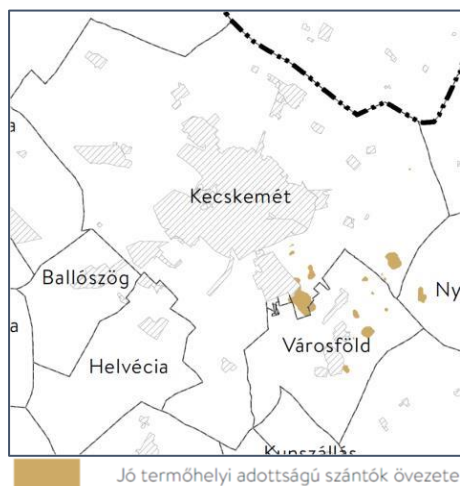 Kecskemét
a
Ballószög
Ny
a
Városföld
Helvécia
Kunszállás
Jó termőhelyi adottságú szántók övezete